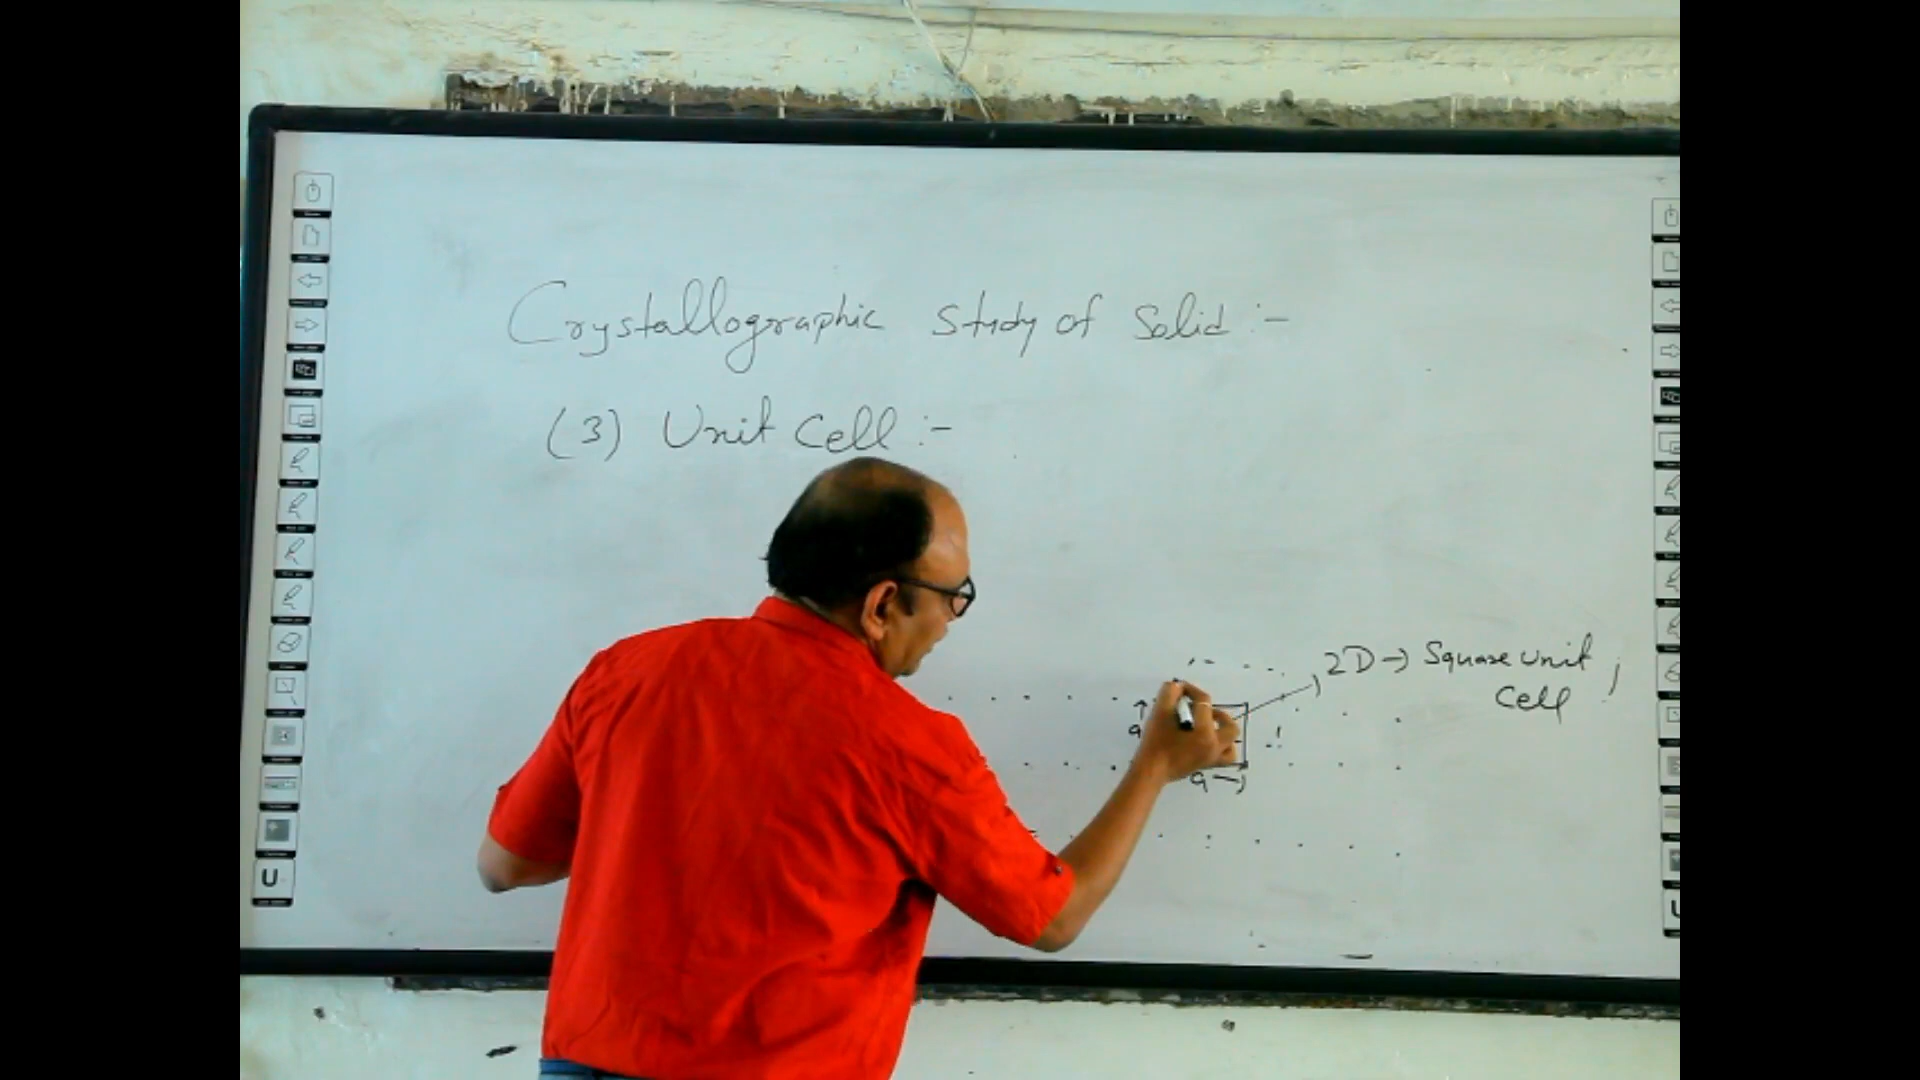 Crystallographic Study of Solid :-
(3) Unit Cell :-
2D → Square Unit
Cell ;
a
a →
U
U